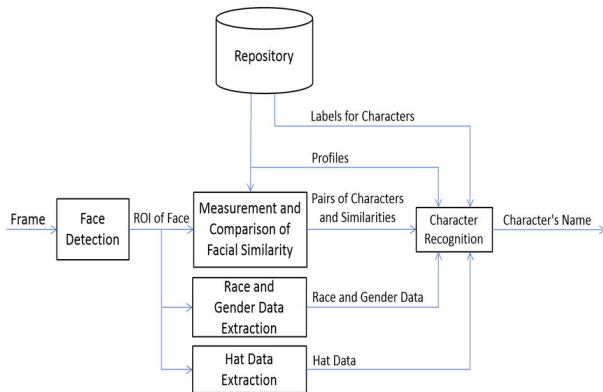 Repository
Labels for Characters
Profiles
Frame
Face
Detection
ROI of Face
Measurement and
Comparison of
Facial Similarity
Pairs of Characters
and Similarities
Character
Recognition
Character's Name
Race and
Gender Data
Extraction
Race and Gender Data
Hat Data
Extraction
Hat Data